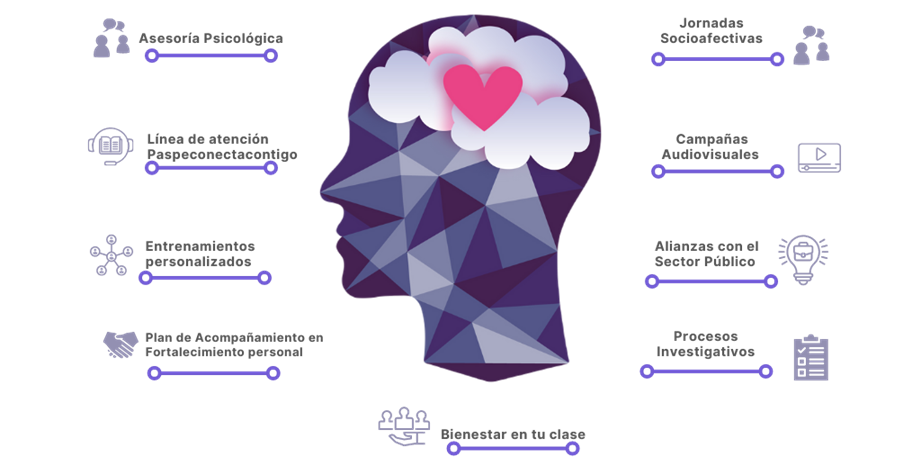 Asesoría Psicológica
Línea de atención
Paspeconectacontigo
Entrenamientos
personalizados
Plan de Acompañamiento en
Fortalecimiento personal
Jornadas
Socioafectivas
Campañas
Audiovisuales
Alianzas con el
Sector Público
Procesos
Investigativos
Bienestar en tu clase